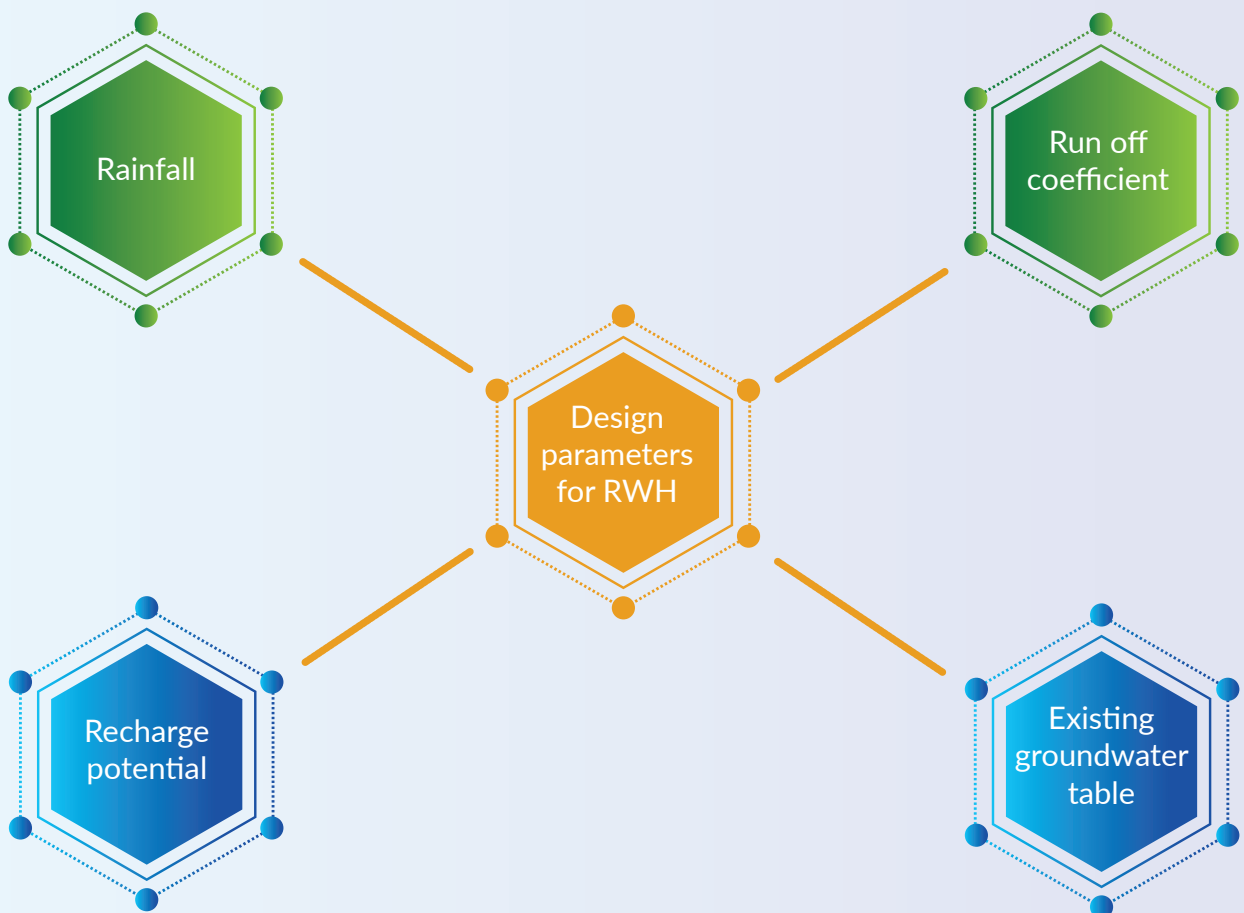 Rainfall
Run off
coefficient
Design
parameters
for RWH
Recharge
potential
Existing
groundwater
table